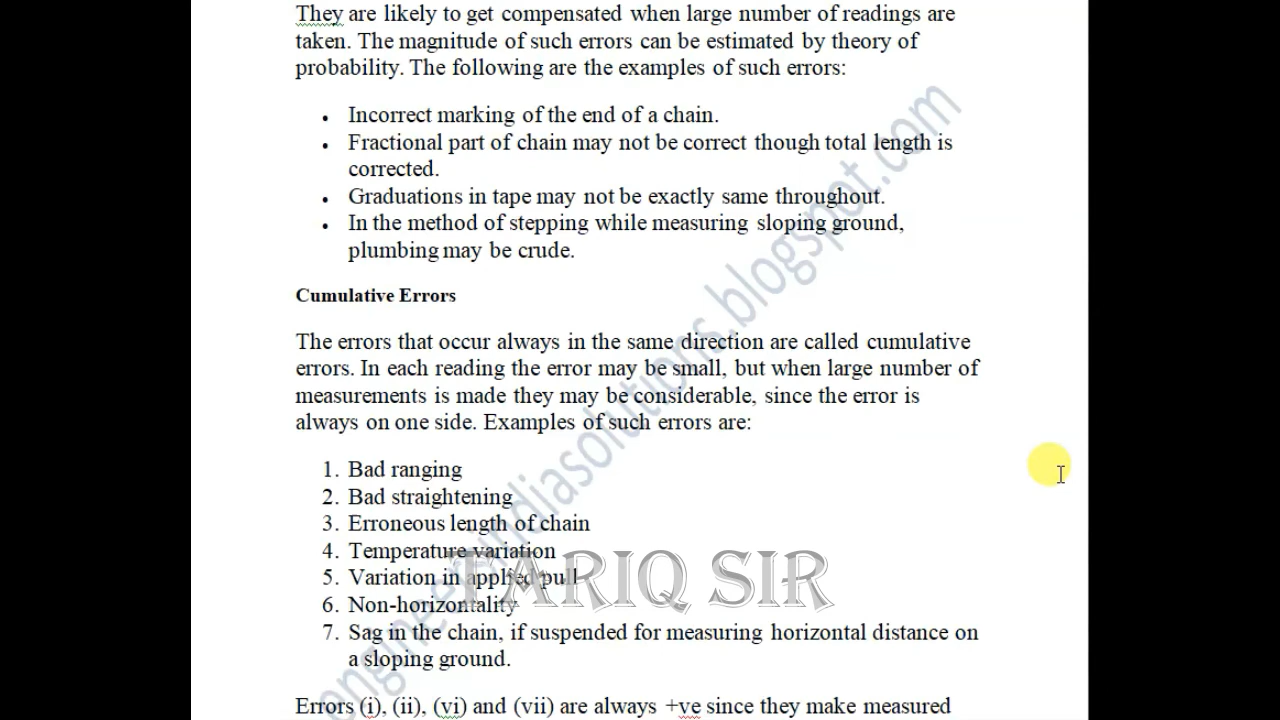 They are likely to get compensated when large number of readings are
taken. The magnitude of such errors can be estimated by theory of
probability. The following are the examples of such errors:
• Incorrect marking of the end of a chain.
• Fractional part of chain may not be correct though total length is
corrected.
• Graduations in tape may not be exactly same throughout.
• In the method of stepping while measuring sloping ground,
plumbing may be crude.
Cumulative Errors
The errors that occur always in the same direction are called cumulative
errors. In each reading the error may be small, but when large number of
measurements is made they may be considerable, since the error is
always on one side. Examples of such errors are:
1. Bad ranging
2. Bad straightening
3. Erroneous length of chain
4. Temperature variation
5. Variation in applied pull
6. Non-horizontality
7. Sag in the chain, if suspended for measuring horizontal distance on
a sloping ground.
Errors (i), (ii), (vi) and (vii) are always +ve since they make measured
TARIQ SIR